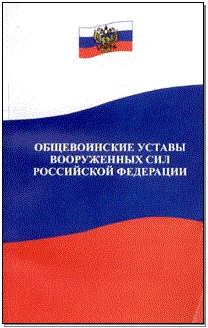 ОБЩЕВОИНСКИЕ УСТАВЫ
ВООРУЖЕННЫХ СИЛ
РОССИЙСКОЙ ФЕДЕРАЦИИ